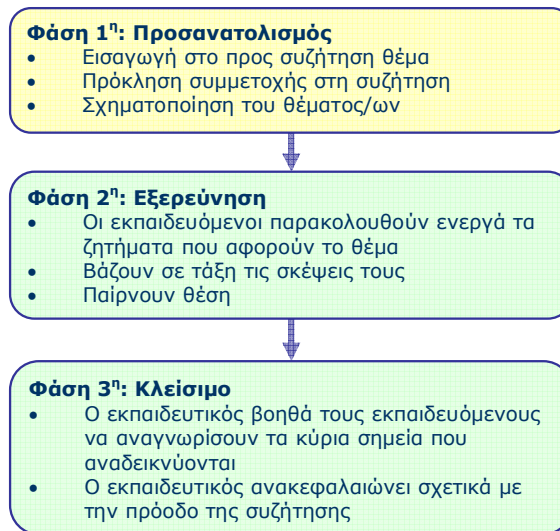 Φάση 1η: Προσανατολισμός
• Εισαγωγή στο προς συζήτηση θέμα
• Πρόκληση συμμετοχής στη συζήτηση
• Σχηματοποίηση του θέματος/ων
Φάση 2η: Εξερεύνηση
• Οι εκπαιδευόμενοι παρακολουθούν ενεργά τα
ζητήματα που αφορούν το θέμα
• Βάζουν σε τάξη τις σκέψεις τους
• Παίρνουν θέση
Φάση 3η: Κλείσιμο
• Ο εκπαιδευτικός βοηθά τους εκπαιδευόμενους
να αναγνωρίσουν τα κύρια σημεία που
αναδεικνύονται
• Ο εκπαιδευτικός ανακεφαλαιώνει σχετικά με
την πρόοδο της συζήτησης